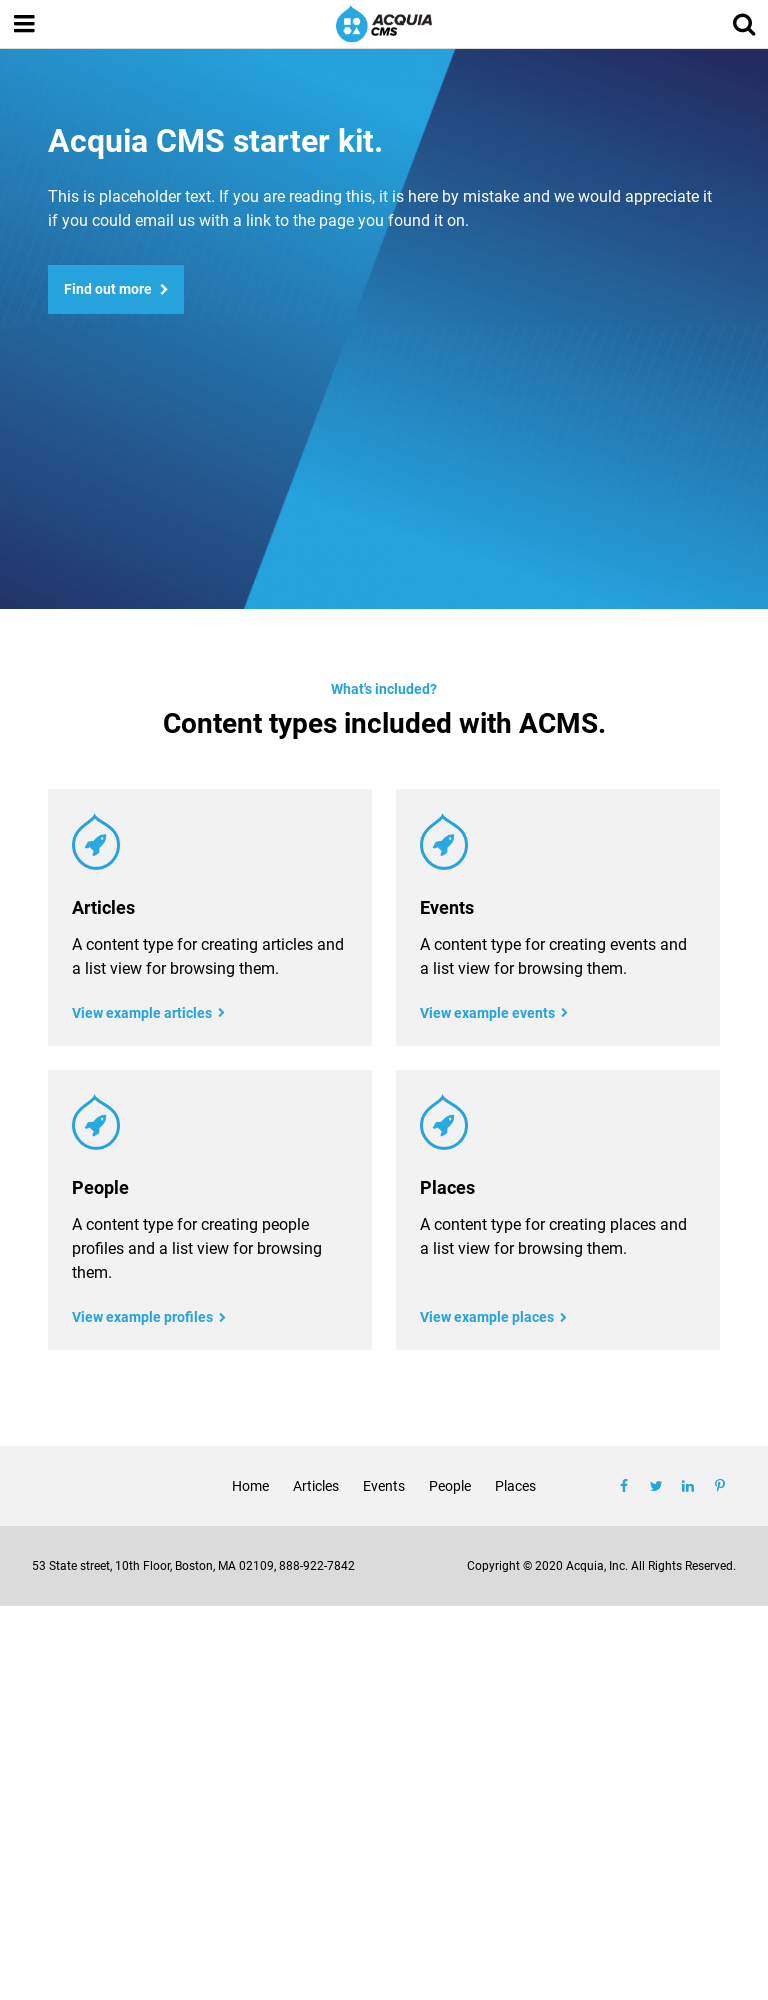 ACQUIA
CMS
Acquia CMS starter kit.
This is placeholder text. If you are reading this, it is here by mistake and we would appreciate it
if you could email us with a link to the page you found it on.
Find out more
What's included?
Content types included with ACMS.
Articles
A content type for creating articles and
a list view for browsing them.
View example articles
Events
A content type for creating events and
a list view for browsing them.
View example events
People
A content type for creating people
profiles and a list view for browsing
them.
View example profiles
Places
A content type for creating places and
a list view for browsing them.
View example places
Home Articles Events People Places
53 State street, 10th Floor, Boston, MA 02109, 888-922-7842
Copyright © 2020 Acquia, Inc. All Rights Reserved.